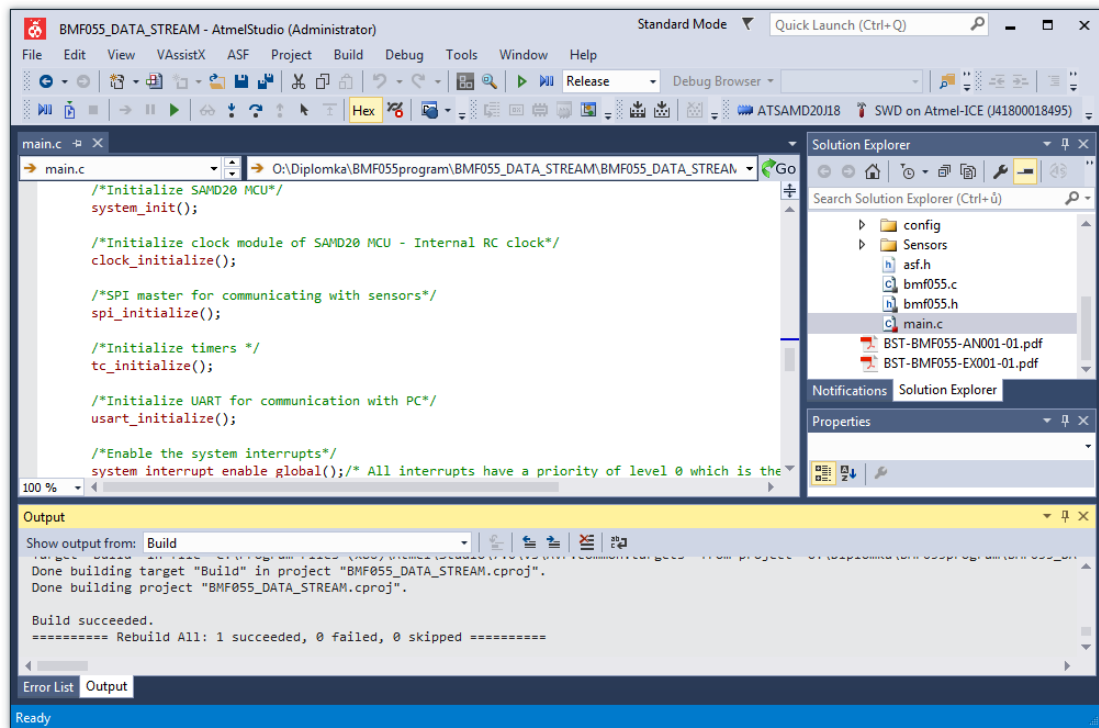 BMF055_DATA_STREAM - AtmelStudio (Administrator)
Standard Mode
Quick Launch (Ctrl+Q)
File Edit View VAssistX ASF Project Build Debug Tools Window Help
Release
Debug Browser
Hex
ATSAMD20J18
SWD on Atmel-ICE (J41800018495)
main.c
main.c
O:\Diplomka\BMF055program\BMF055_DATA_STREAM\BMF055_DATA_STREAM
Go
/*Initialize SAMD20 MCU*/
system_init();
/*Initialize clock module of SAMD20 MCU - Internal RC clock*/
clock_initialize();
/*SPI master for communicating with sensors*/
spi_initialize();
/*Initialize timers */
tc_initialize();
/*Initialize UART for communication with PC*/
usart_initialize();
/*Enable the system interrupts*/
system_interrupt_enable_global();/* All interrupts have a priority of level 0 which is the
100 %
Solution Explorer
Search Solution Explorer (Ctrl+ů)
config
Sensors
asf.h
bmf055.c
bmf055.h
main.c
BST-BMF055-AN001-01.pdf
BST-BMF055-EX001-01.pdf
Notifications Solution Explorer
Properties
Output
Show output from: Build
Done building target "Build" in project "BMF055_DATA_STREAM.cproj".
Done building project "BMF055_DATA_STREAM.cproj".
Build succeeded.
========== Rebuild All: 1 succeeded, 0 failed, 0 skipped ==========
Error List Output
Ready